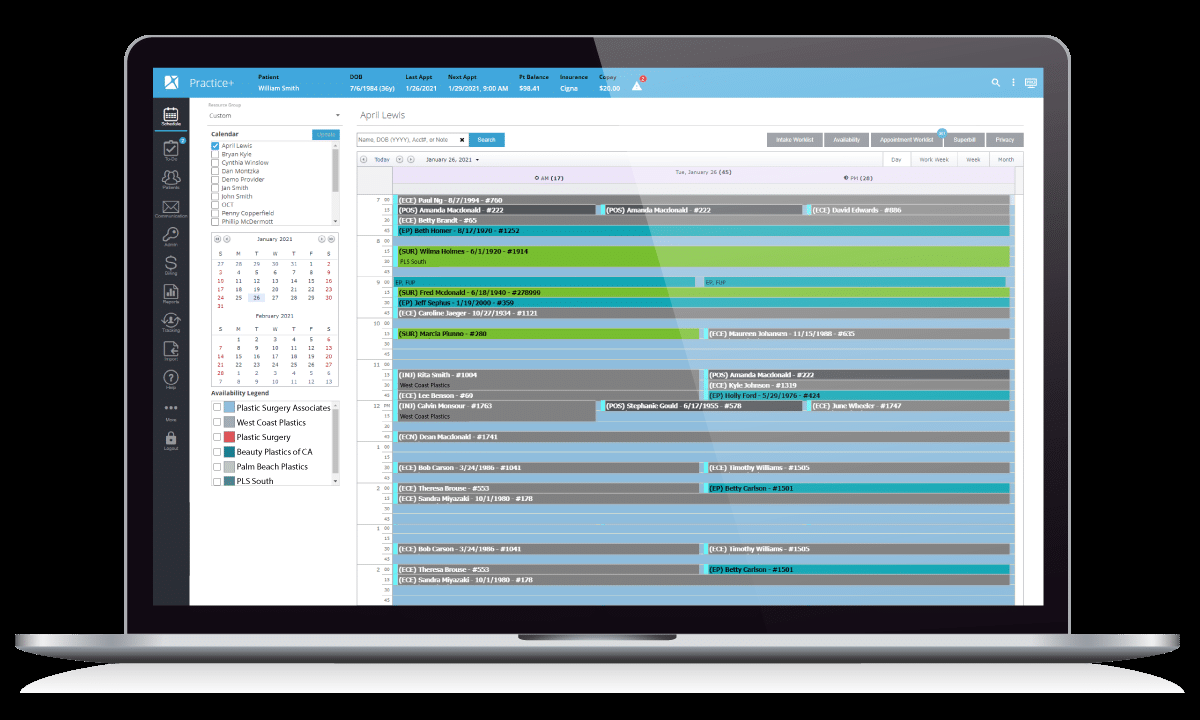 Practice+
Patient
William Smith
DOB
7/6/1984 (36y)
Last Appt
1/26/2021
Next Appt
1/29/2021, 9:00 AM
Pt Balance
$98.41
Insurance
Cigna
Copay
$20.00
2
Schedule
To Do
Patients
Communication
Admin
Billing
Reports
Tracking
Import
Help
More
Logout
Resource Group
Custom
Calendar
Update
April Lewis
Bryan Kyle
Cynthia Winslow
Dan Montzka
Demo Provider
Jan Smith
John Smith
OCT
Penny Copperfield
Phillip McDermott
January 2021
S M T W T F S
27 28 29 30 31 1 2
3 4 5 6 7 8 9
10 11 12 13 14 15 16
17 18 19 20 21 22 23
24 25 26 27 28 29 30
31
February 2021
S M T W T F S
1 2 3 4 5 6
7 8 9 10 11 12 13
14 15 16 17 18 19 20
21 22 23 24 25 26 27
28 1 2 3 4 5 6
7 8 9 10 11 12 13
Availability Legend
Plastic Surgery Associates
West Coast Plastics
Plastic Surgery
Beauty Plastics of CA
Palm Beach Plastics
PLS South
April Lewis
Name, DOB (YYYY), Acct#, or Note
Search
Intake Worklist
Availability
Appointment Worklist
Superbill
Privacy
Today
January 26, 2021
Day
Work Week
Week
Month
Tue, January 26 (45)
AM (17)
PM (28)
7 00 (ECE) Paul Ng - 8/7/1994 - #760
15 (POS) Amanda Macdonald - #222 (POS) Amanda Macdonald - #222 (ECE) David Edwards - #886
30 (ECE) Betty Brandt - #65
45 (EP) Beth Homer - 8/17/1970 - #1252
8 00
15 (SUR) Wilma Holmes - 6/1/1920 - #1914
30 PLS South
45
9 00 EP, FUP EP, FUP
15 (SUR) Fred Mcdonald - 6/18/1940 - #278990
30 (EP) Jeff Sephus - 1/19/2000 - #359
45 (ECE) Caroline Jaeger - 10/27/1934 - #1121
10 00
15 (SUR) Marcia Piunno - #280 (ECE) Maureen Johansen - 11/15/1988 - #635
30
45
11 00
15 (INJ) Rita Smith - #1004 (POS) Amanda Macdonald - #222
30 West Coast Plastics (ECE) Kyle Johnson - #1319
45 (ECE) Lee Benson - #69 (EP) Holly Ford - 5/29/1976 - #424
12 PM (INJ) Calvin Monsour - #1763 (POS) Stephanie Gould - 6/17/1955 - #578 (ECE) June Wheeler - #1747
15 West Coast Plastics
30
45 (ECN) Dean Macdonald - #1741
1 00
15
30 (ECE) Bob Carson - 3/24/1986 - #1041 (ECE) Timothy Williams - #1505
45
2 00 (ECE) Theresa Brouse - #553 (EP) Betty Carlson - #1501
15 (ECE) Sandra Miyazaki - 10/1/1980 - #178
30
45
1 00
15
30 (ECE) Bob Carson - 3/24/1986 - #1041 (ECE) Timothy Williams - #1505
45
2 00 (ECE) Theresa Brouse - #553 (EP) Betty Carlson - #1501
15 (ECE) Sandra Miyazaki - 10/1/1980 - #178
30
45